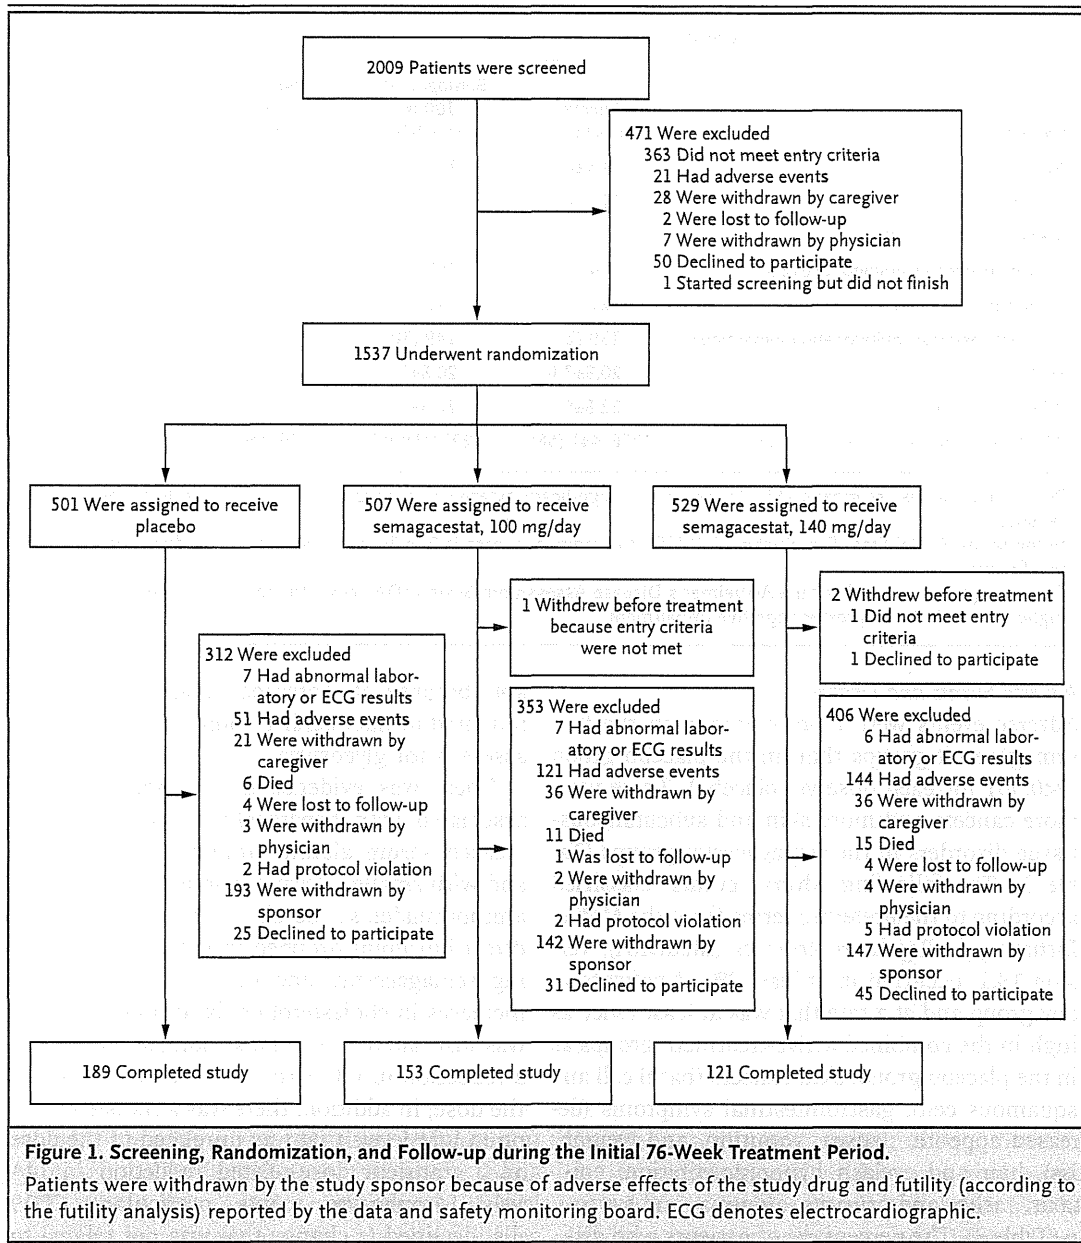 2009 Patients were screened
471 Were excluded
363 Did not meet entry criteria
21 Had adverse events
28 Were withdrawn by caregiver
2 Were lost to follow-up
7 Were withdrawn by physician
50 Declined to participate
1 Started screening but did not finish
1537 Underwent randomization
501 Were assigned to receive
placebo
507 Were assigned to receive
semagacestat, 100 mg/day
529 Were assigned to receive
semagacestat, 140 mg/day
1 Withdrew before treatment
because entry criteria
were not met
2 Withdrew before treatment
1 Did not meet entry
criteria
1 Declined to participate
312 Were excluded
7 Had abnormal labor-
atory or ECG results
51 Had adverse events
21 Were withdrawn by
caregiver
6 Died
4 Were lost to follow-up
3 Were withdrawn by
physician
2 Had protocol violation
193 Were withdrawn by
sponsor
25 Declined to participate
353 Were excluded
7 Had abnormal labor-
atory or ECG results
121 Had adverse events
36 Were withdrawn by
caregiver
11 Died
1 Was lost to follow-up
2 Were withdrawn by
physician
2 Had protocol violation
142 Were withdrawn by
sponsor
31 Declined to participate
406 Were excluded
6 Had abnormal labor-
atory or ECG results
144 Had adverse events
36 Were withdrawn by
caregiver
15 Died
4 Were lost to follow-up
4 Were withdrawn by
physician
5 Had protocol violation
147 Were withdrawn by
sponsor
45 Declined to participate
189 Completed study
153 Completed study
121 Completed study
Figure 1. Screening, Randomization, and Follow-up during the Initial 76-Week Treatment Period.
Patients were withdrawn by the study sponsor because of adverse effects of the study drug and futility (according to
the futility analysis) reported by the data and safety monitoring board. ECG denotes electrocardiographic.